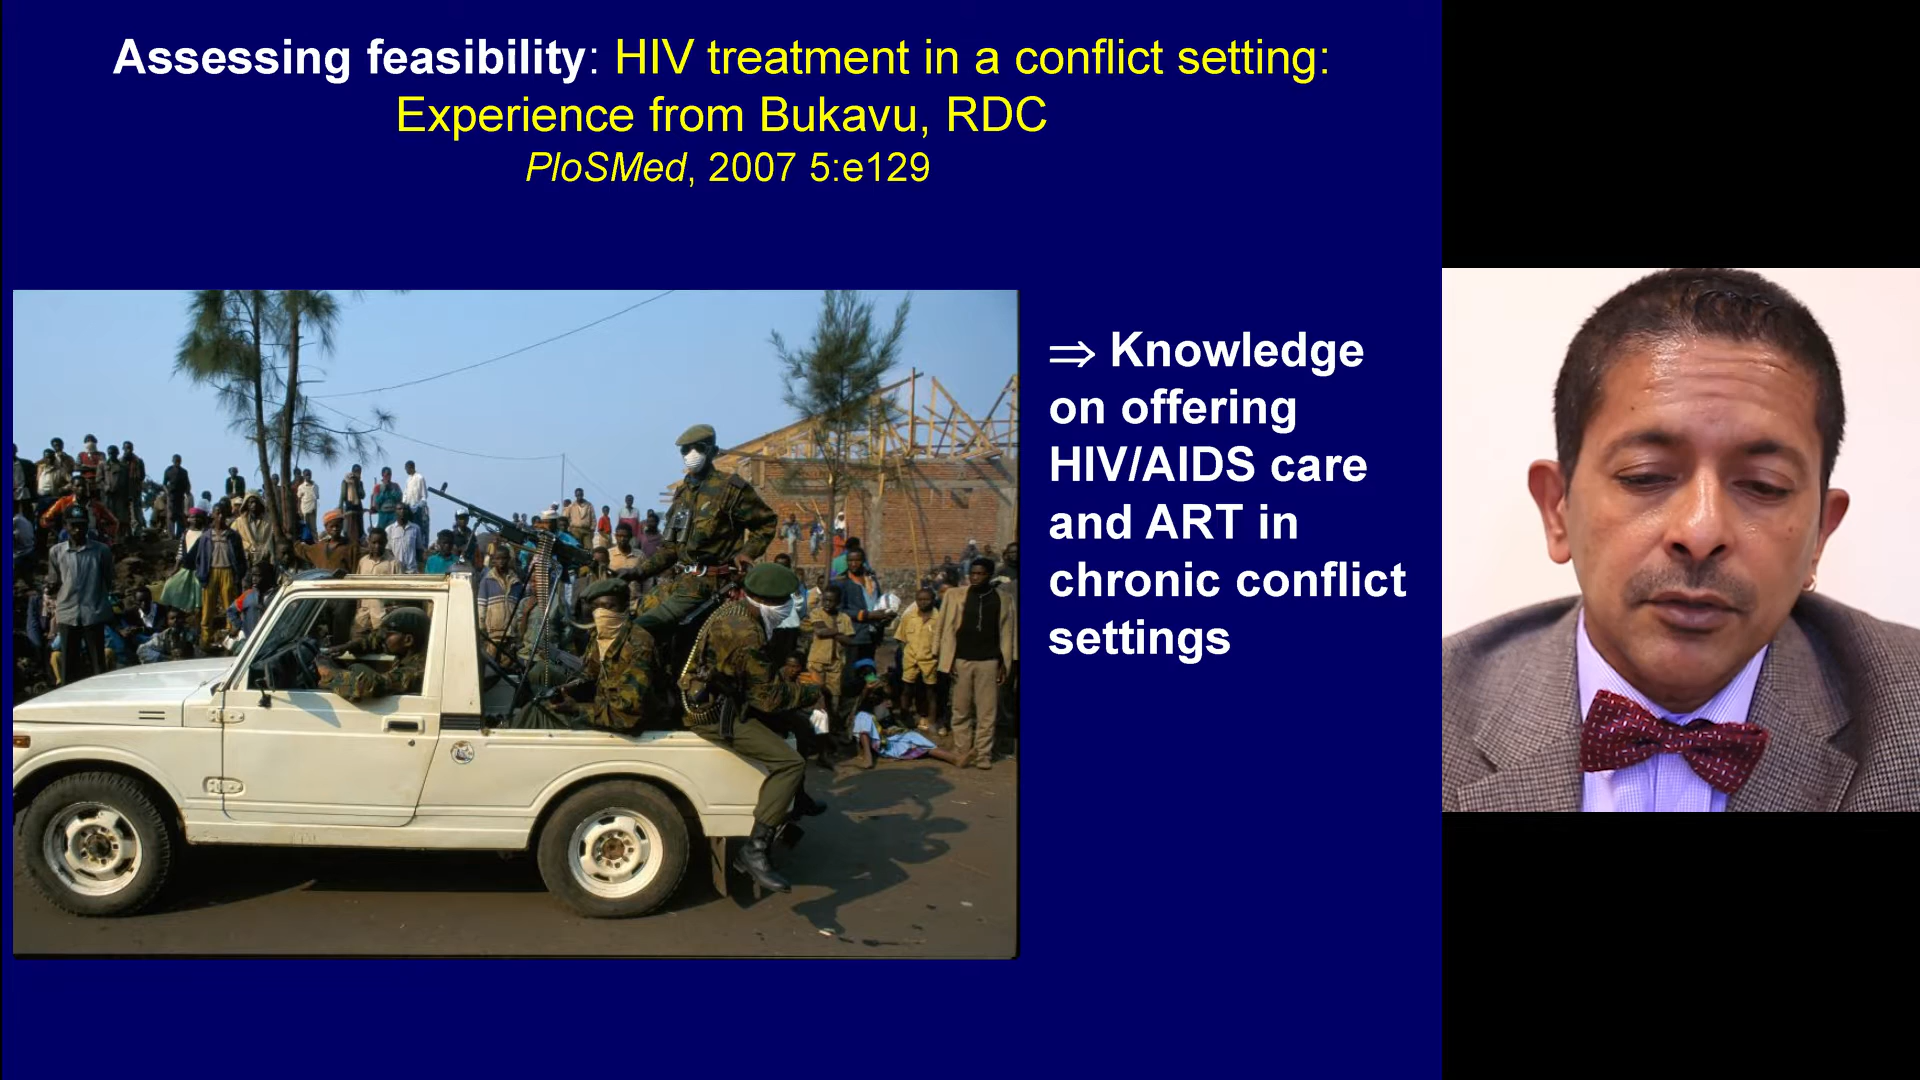 Assessing feasibility: HIV treatment in a conflict setting:
Experience from Bukavu, RDC
PloSMed, 2007 5:e129
⇒ Knowledge
on offering
HIV/AIDS care
and ART in
chronic conflict
settings